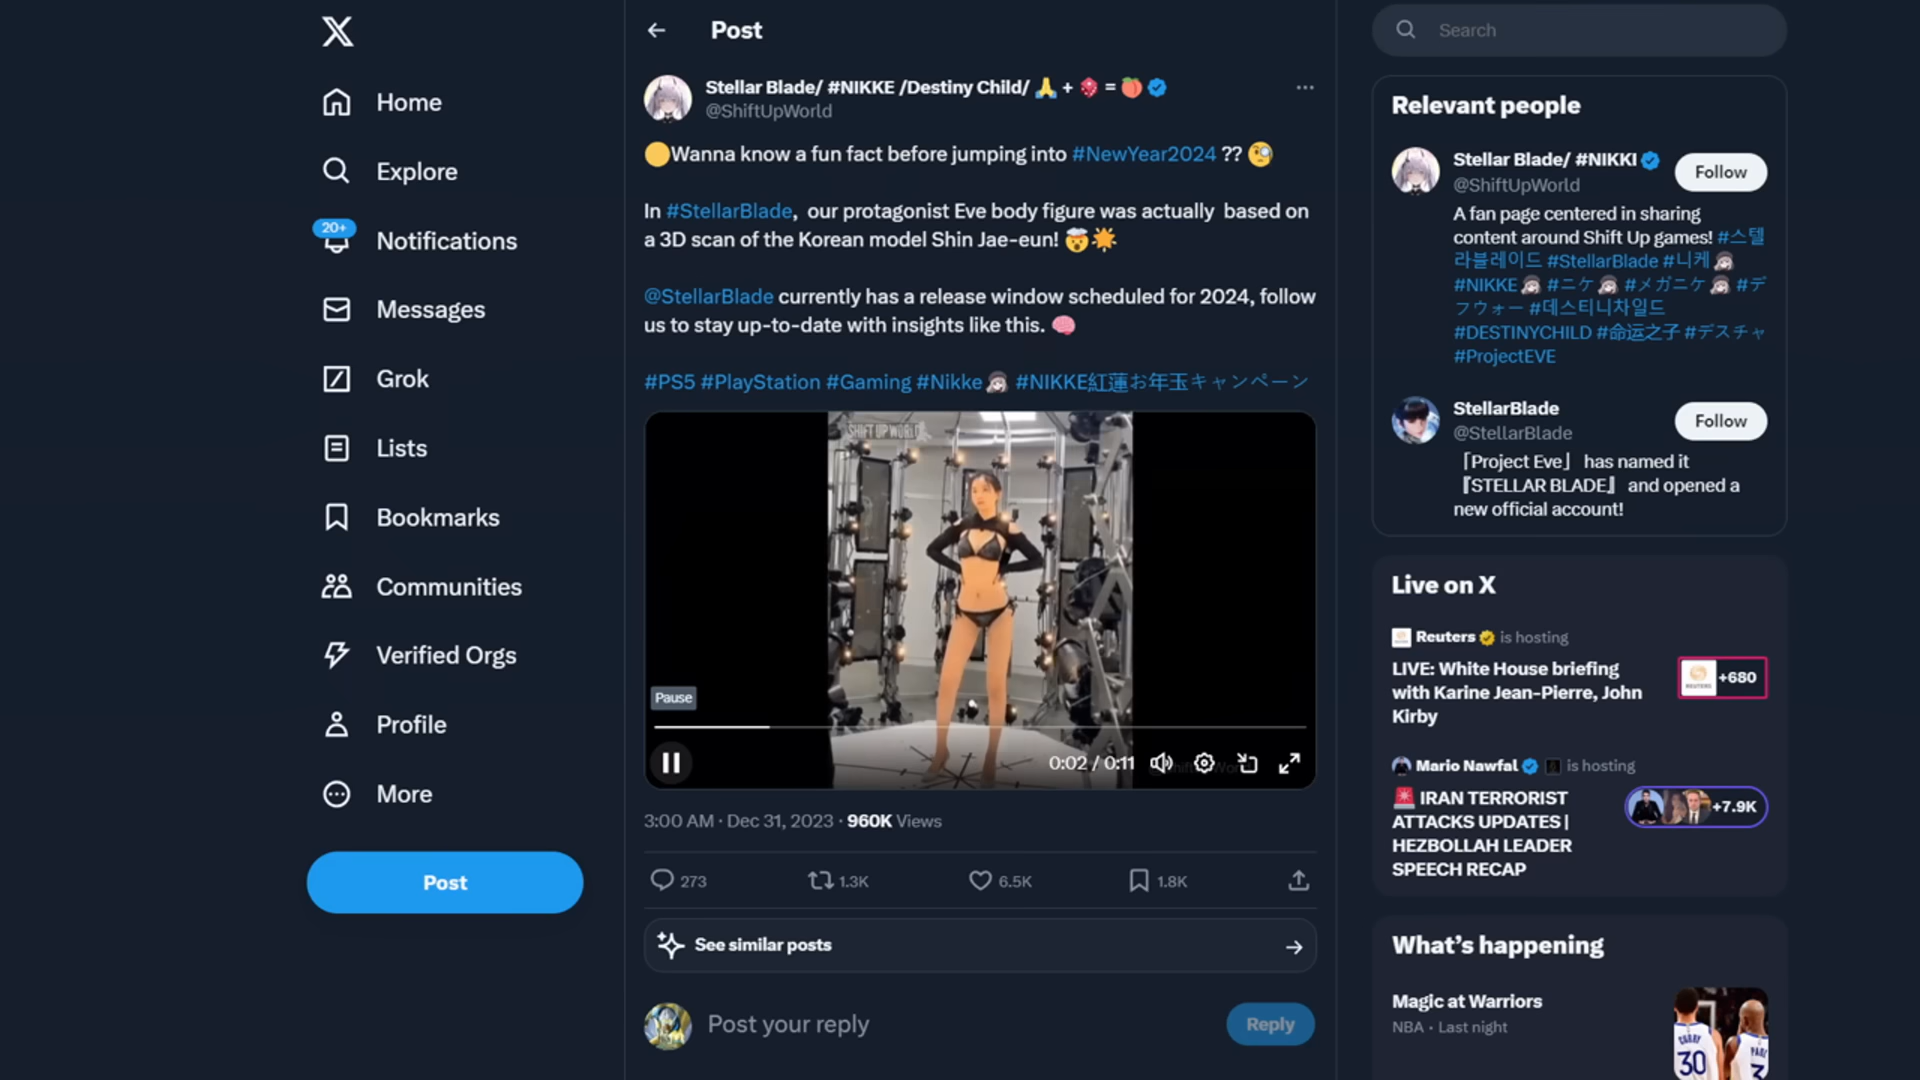 Home
Explore
20+
Notifications
Messages
Grok
Lists
Bookmarks
Communities
Verified Orgs
Profile
More
Post
Post
Stellar Blade/ #NIKKE /Destiny Child/ 🙏 + = 🍑
@ShiftUpWorld
🟡Wanna know a fun fact before jumping into #NewYear2024 ?? 🧐
In #StellarBlade, our protagonist Eve body figure was actually based on
a 3D scan of the Korean model Shin Jae-eun! 🤯🌟
@StellarBlade currently has a release window scheduled for 2024, follow
us to stay up-to-date with insights like this. 🧠
#PS5 #PlayStation #Gaming #Nikke #NIKKE紅蓮お年玉キャンペーン
SHIFT UP WORLD
Pause
0:02 / 0:11
3:00 AM · Dec 31, 2023 · 960K Views
273
1.3K
6.5K
1.8K
See similar posts
Post your reply
Reply
Search
Relevant people
Stellar Blade/ #NIKKI
@ShiftUpWorld
Follow
A fan page centered in sharing
content around Shift Up games! #스텔
라블레이드 #StellarBlade #니케
#NIKKE #ニケ #メガニケ #デ
フウォー #데스티니차일드
#DESTINYCHILD #命运之子 #デスチャ
#ProjectEVE
StellarBlade
@StellarBlade
Follow
「Project Eve」 has named it
『STELLAR BLADE』 and opened a
new official account!
Live on X
Reuters is hosting
LIVE: White House briefing
with Karine Jean-Pierre, John
Kirby
REUTERS
+680
Mario Nawfal is hosting
🚨 IRAN TERRORIST
ATTACKS UPDATES |
HEZBOLLAH LEADER
SPEECH RECAP
+7.9K
What's happening
Magic at Warriors
NBA · Last night
CURRY
30
PAUL
3